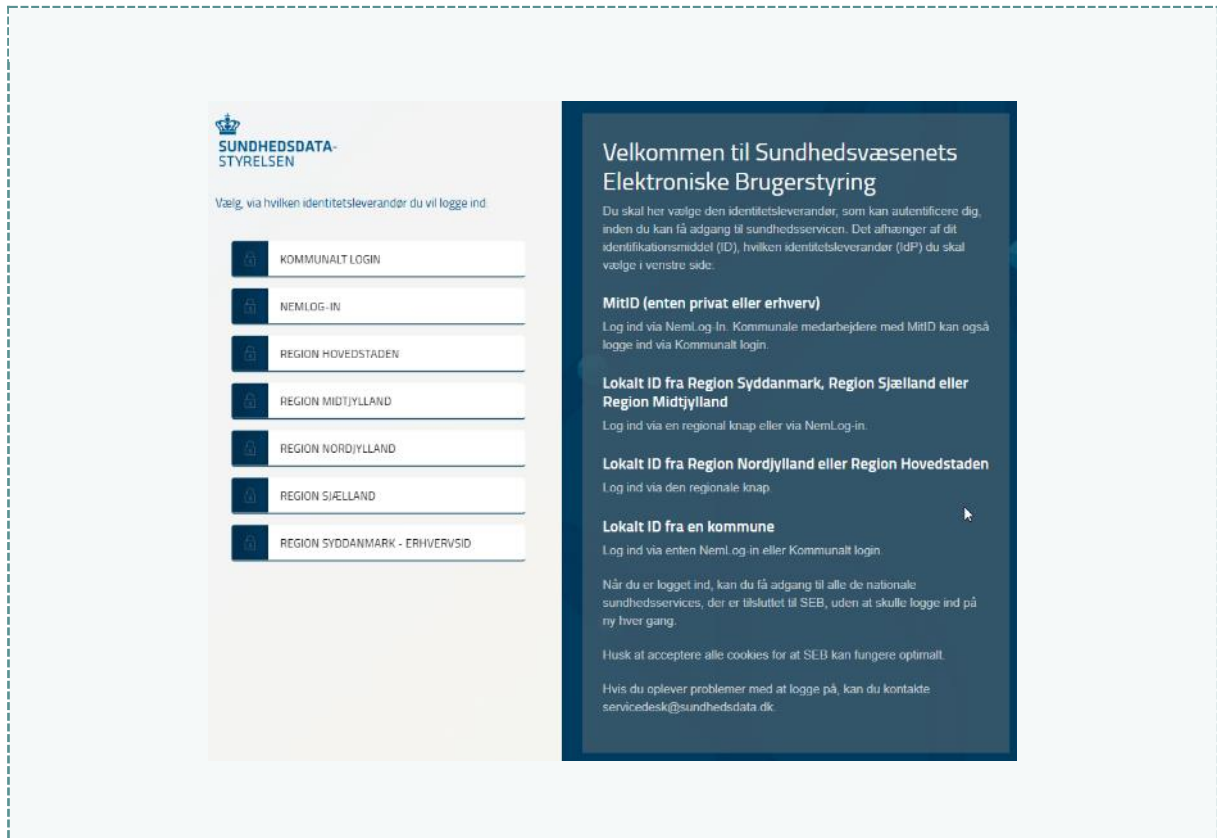 SUNDHEDSDATA-
STYRELSEN
Vælg, via hvilken identitetsleverandør du vil logge ind
KOMMUNALT LOGIN
NEMLOG-IN
REGION HOVEDSTADEN
REGION MIDTJYLLAND
REGION NORDJYLLAND
REGION SJÆLLAND
REGION SYDDANMARK - ERHVERVSID
Velkommen til Sundhedsvæsenets
Elektroniske Brugerstyring
Du skal her vælge den identitetsleverandør, som kan autentificere dig,
inden du kan få adgang til sundhedsservicen. Det afhænger af dit
identifikationsmiddel (ID), hvilken identitetsleverandør (IdP) du skal
vælge i venstre side:
MitID (enten privat eller erhverv)
Log ind via NemLog-In. Kommunale medarbejdere med MitID kan også
logge ind via Kommunalt login.
Lokalt ID fra Region Syddanmark, Region Sjælland eller
Region Midtjylland
Log ind via en regional knap eller via NemLog-in.
Lokalt ID fra Region Nordjylland eller Region Hovedstaden
Log ind via den regionale knap.
Lokalt ID fra en kommune
Log ind via enten NemLog-in eller Kommunalt login.
Når du er logget ind, kan du få adgang til alle de nationale
sundhedsservices, der er tilsluttet til SEB, uden at skulle logge ind på
ny hver gang.
Husk at acceptere alle cookies for at SEB kan fungere optimalt.
Hvis du oplever problemer med at logge på, kan du kontakte
servicedesk@sundhedsdata.dk.